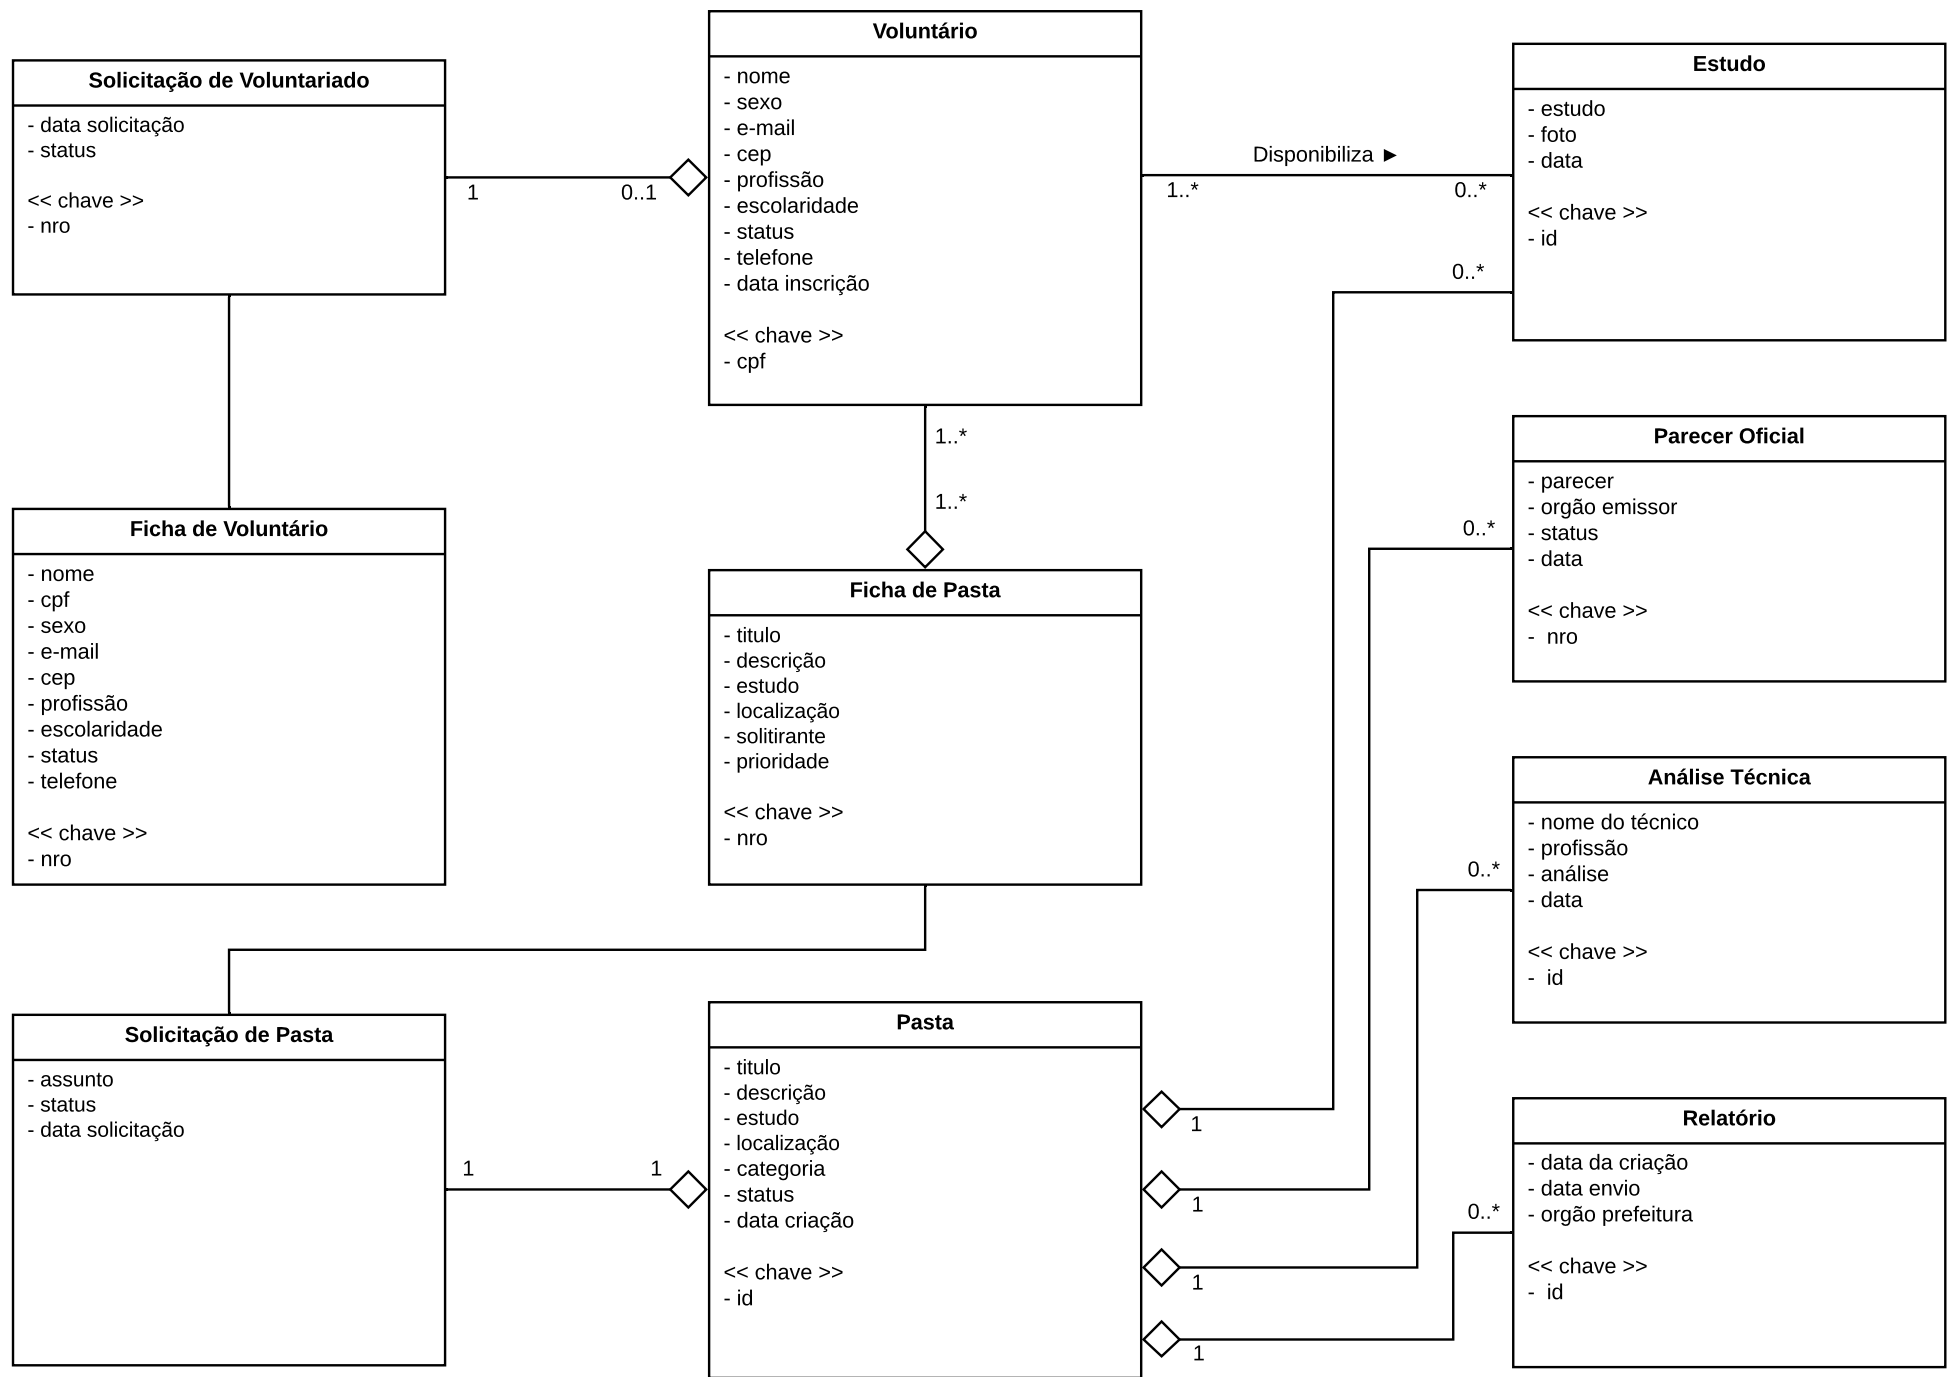 Solicitação de Voluntariado
- data solicitação
- status
<< chave >>
- nro
1
0..1
Voluntário
- nome
- sexo
- e-mail
- cep
- profissão
- escolaridade
- status
- telefone
- data inscrição
<< chave >>
- cpf
Disponibiliza ►
1..*
0..*
Estudo
- estudo
- foto
- data
<< chave >>
- id
0..*
1..*
1..*
Ficha de Voluntário
- nome
- cpf
- sexo
- e-mail
- cep
- profissão
- escolaridade
- status
- telefone
<< chave >>
- nro
Ficha de Pasta
- titulo
- descrição
- estudo
- localização
- solitirante
- prioridade
<< chave >>
- nro
Parecer Oficial
- parecer
- orgão emissor
- status
- data
<< chave >>
- nro
0..*
Análise Técnica
- nome do técnico
- profissão
- análise
- data
<< chave >>
- id
0..*
Solicitação de Pasta
- assunto
- status
- data solicitação
1
1
Pasta
- titulo
- descrição
- estudo
- localização
- categoria
- status
- data criação
<< chave >>
- id
1
1
1
1
Relatório
- data da criação
- data envio
- orgão prefeitura
<< chave >>
- id
0..*